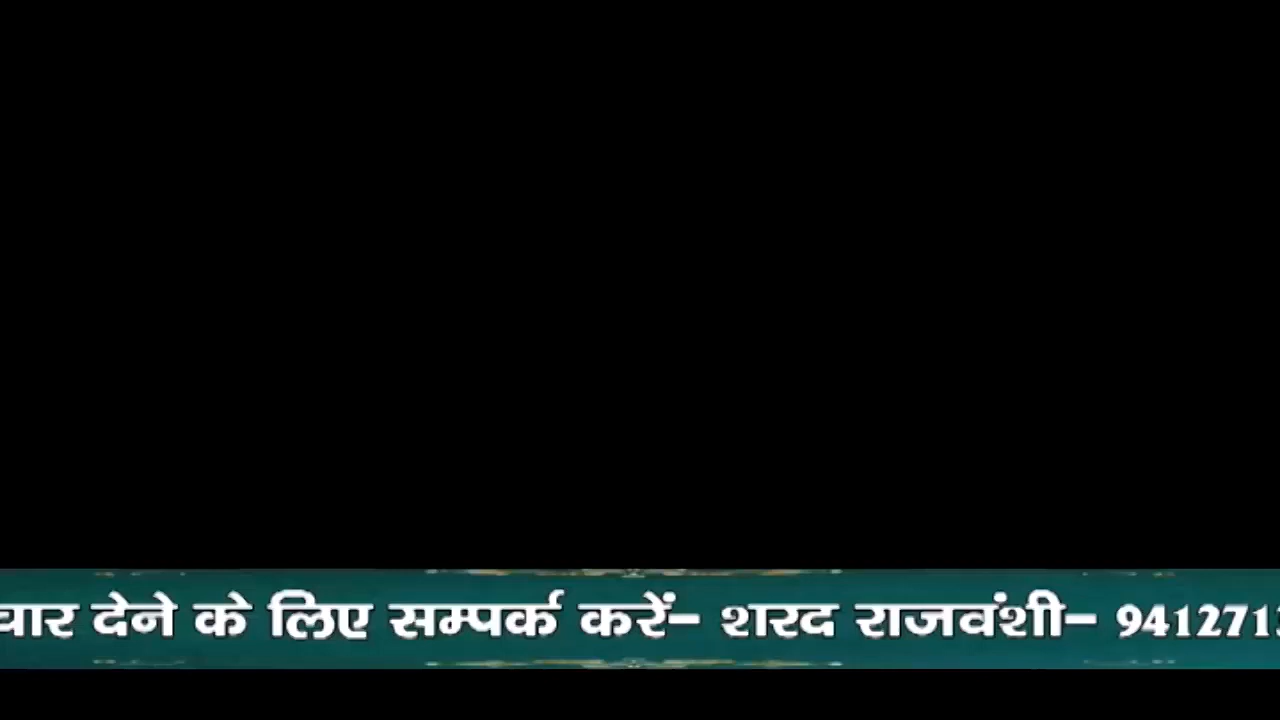 देने के लिए सम्पर्क करें- शरद राजवंशी- 941271